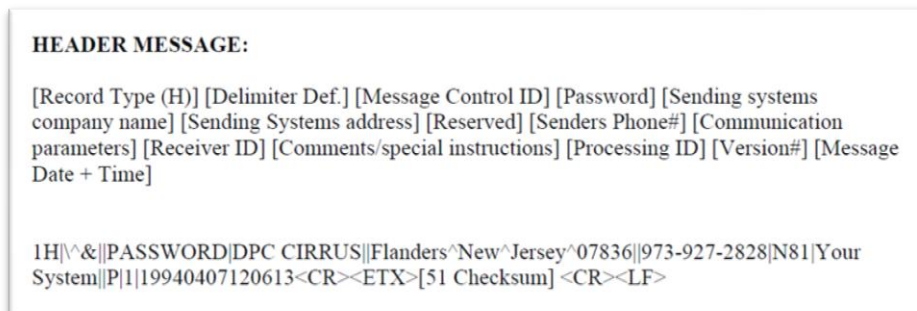 HEADER MESSAGE:
[Record Type (H)] [Delimiter Def.] [Message Control ID] [Password] [Sending systems
company name] [Sending Systems address] [Reserved] [Senders Phone#] [Communication
parameters] [Receiver ID] [Comments/special instructions] [Processing ID] [Version#] [Message
Date + Time]
1H|\^&||PASSWORD|DPC CIRRUS||Flanders^New^Jersey^07836||973-927-2828|N81|Your
System||P|1|19940407120613<CR><ETX>[51 Checksum] <CR><LF>